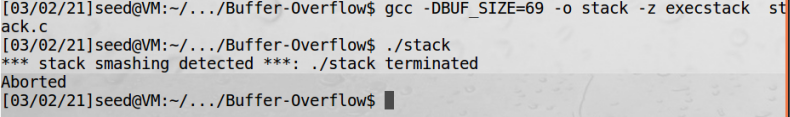 [03/02/21]seed@VM:~/.../Buffer-Overflow$ gcc -DBUF_SIZE=69 -o stack -z execstack  st
ack.c
[03/02/21]seed@VM:~/.../Buffer-Overflow$ ./stack
*** stack smashing detected ***: ./stack terminated
Aborted
[03/02/21]seed@VM:~/.../Buffer-Overflow$